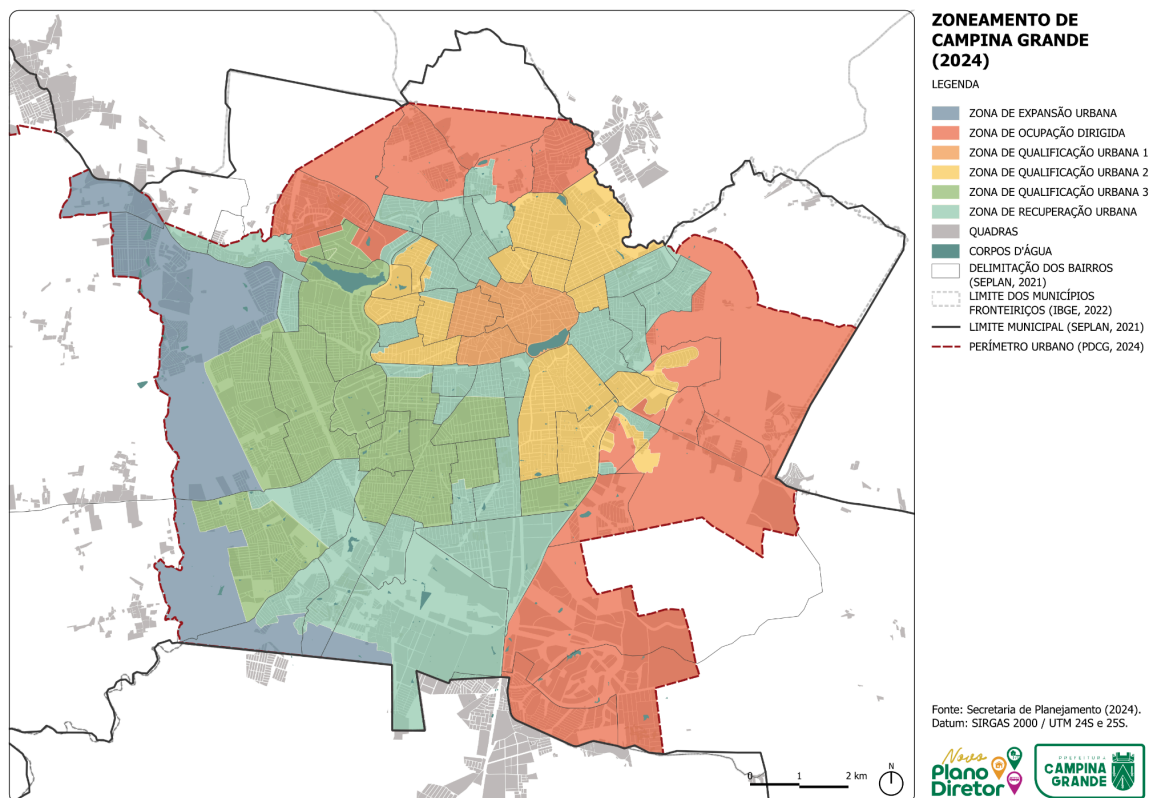 ZONEAMENTO DE
CAMPINA GRANDE
(2024)
LEGENDA
ZONA DE EXPANSÃO URBANA
ZONA DE OCUPAÇÃO DIRIGIDA
ZONA DE QUALIFICAÇÃO URBANA 1
ZONA DE QUALIFICAÇÃO URBANA 2
ZONA DE QUALIFICAÇÃO URBANA 3
ZONA DE RECUPERAÇÃO URBANA
QUADRAS
CORPOS D'ÁGUA
DELIMITAÇÃO DOS BAIRROS
(SEPLAN, 2021)
LIMITE DOS MUNICÍPIOS
FRONTEIRIÇOS (IBGE, 2022)
LIMITE MUNICIPAL (SEPLAN, 2021)
PERÍMETRO URBANO (PDCG, 2024)
Fonte: Secretaria de Planejamento (2024).
Datum: SIRGAS 2000 / UTM 24S e 25S.
Novo
Plano
Diretor
PREFEITURA
CAMPINA
GRANDE
0 1 2 km
N